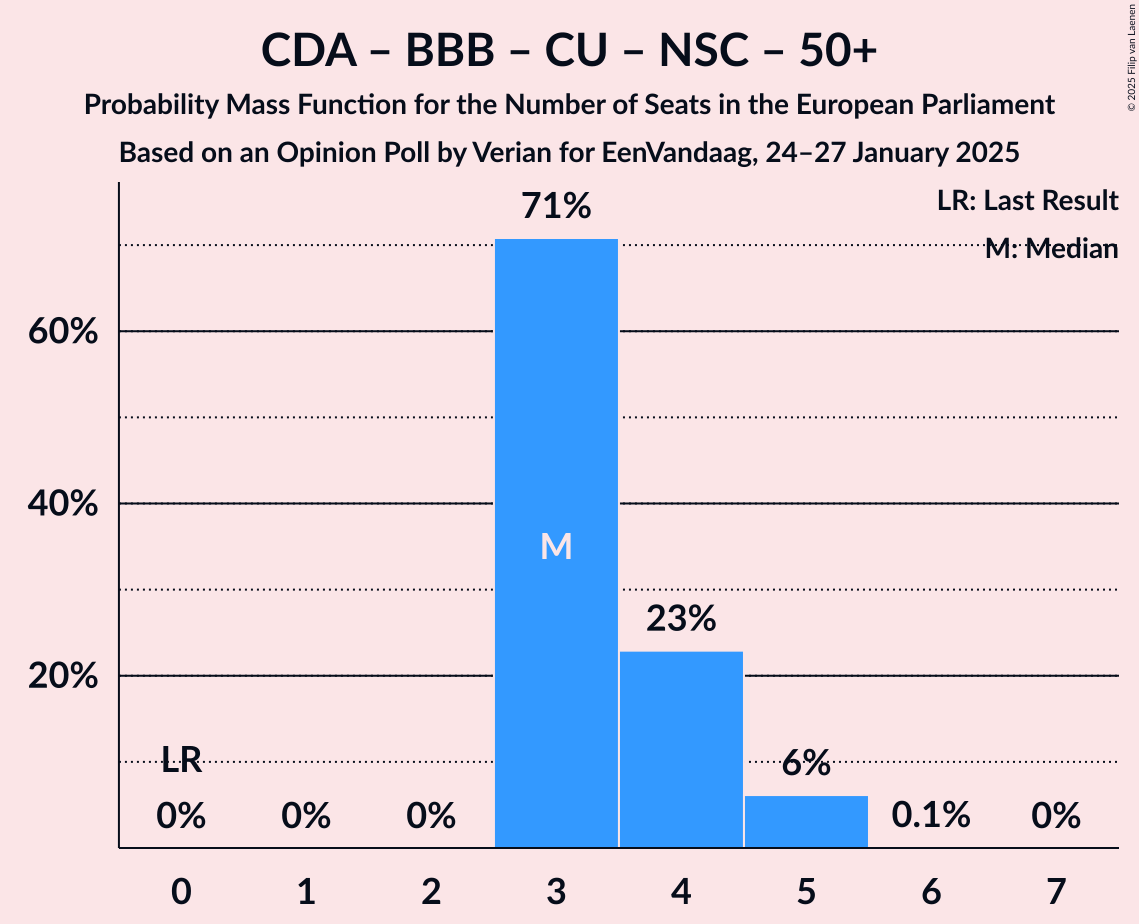 CDA – BBB – CU – NSC – 50+
Probability Mass Function for the Number of Seats in the European Parliament
Based on an Opinion Poll by Verian for EenVandaag, 24–27 January 2025
© 2025 Filip van Laenen
LR: Last Result
M: Median
71%
60%
40%
M
23%
20%
LR
6%
0%
0%
0%
0.1%
0%
0
1
2
3
4
5
6
7